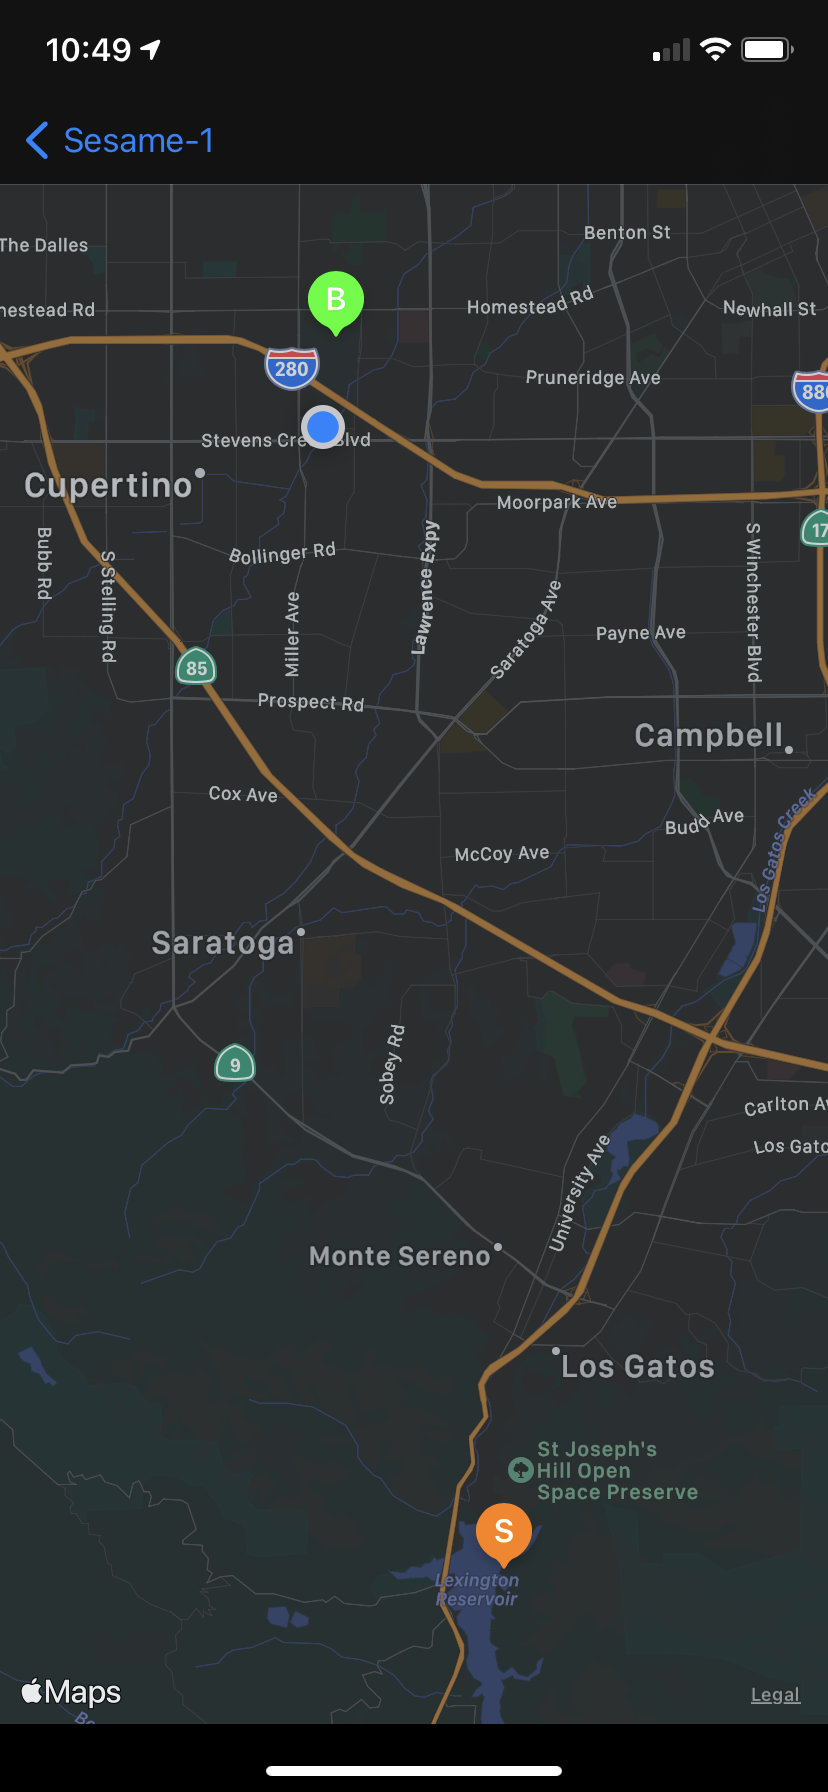 10:49
Sesame-1
Benton St
The Dalles
Homestead Rd
Newhall St
nestead Rd
B
280
Pruneridge Ave
880
Stevens Cre Blvd
Cupertino
Moorpark Ave
17
Bubb Rd
S Stelling Rd
Bollinger Rd
Miller Ave
Lawrence Expy
Saratoga Ave
S Winchester Blvd
Payne Ave
85
Prospect Rd
Campbell
Cox Ave
Budd Ave
Los Gatos Creek
McCoy Ave
Saratoga
9
Sobey Rd
Carlton Av
Los Gato
University Ave
Monte Sereno
Los Gatos
St Joseph's
Hill Open
Space Preserve
S
Lexington
Reservoir
Maps
Legal